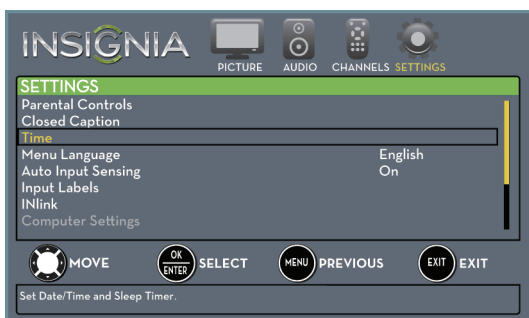 INSIGNIA
PICTURE AUDIO CHANNELS SETTINGS
SETTINGS
Parental Controls
Closed Caption
Time
Menu Language English
Auto Input Sensing On
Input Labels
INlink
Computer Settings
MOVE OK ENTER SELECT MENU PREVIOUS EXIT EXIT
Set Date/Time and Sleep Timer.